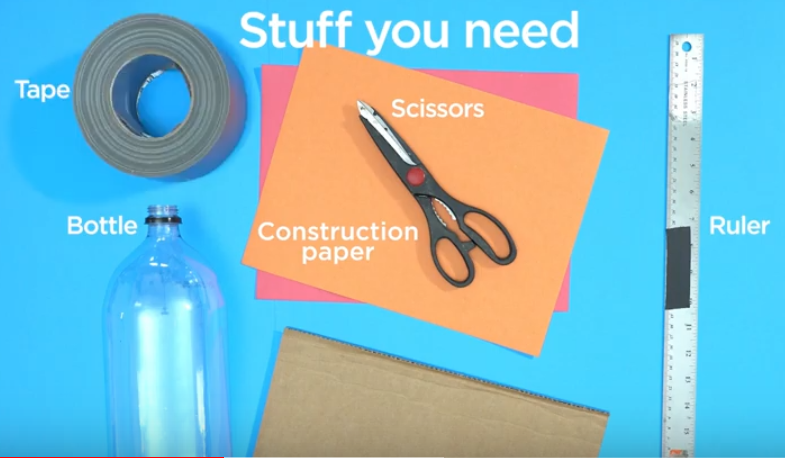 Stuff you need
Tape
Scissors
Bottle
Construction
paper
Ruler